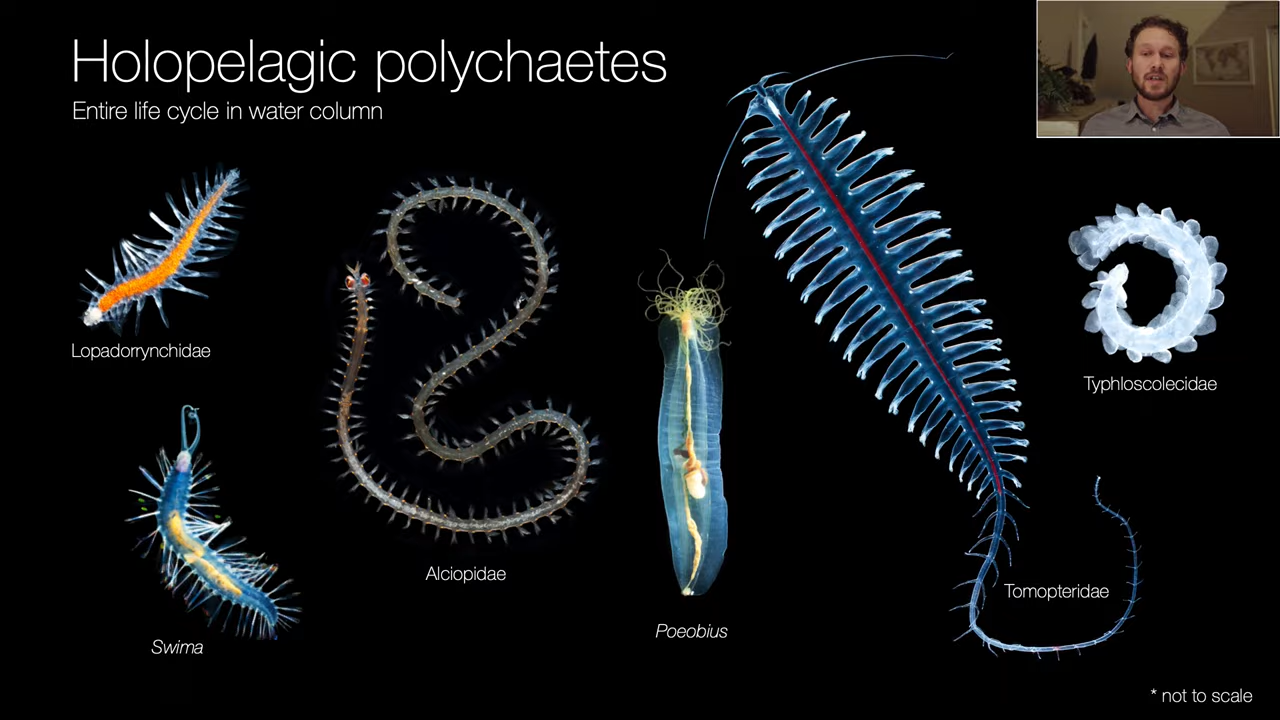 Holopelagic polychaetes
Entire life cycle in water column
Lopadorrynchidae
Swima
Alciopidae
Poeobius
Tomopteridae
Typhloscolecidae
* not to scale